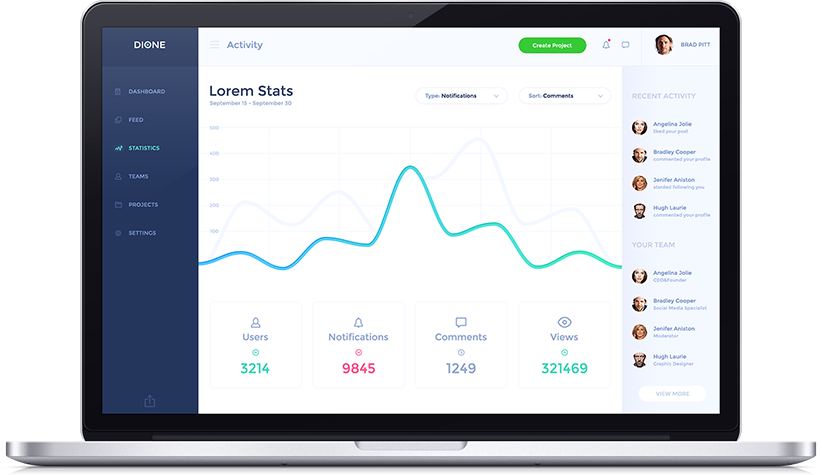 DIONE
Activity
Create Project
BRAD PITT
DASHBOARD
FEED
STATISTICS
TEAMS
PROJECTS
SETTINGS
Lorem Stats
September 15 - September 30
Type: Notifications
Sort: Comments
500
400
300
200
100
Users
3214
Notifications
9845
Comments
1249
Views
321469
RECENT ACTIVITY
Angelina Jolie
liked your post
Bradley Cooper
commented your profile
Jenifer Aniston
started following you
Hugh Laurie
commented your profile
YOUR TEAM
Angelina Jolie
CEO&Founder
Bradley Cooper
Social Media Specialist
Jenifer Aniston
Moderator
Hugh Laurie
Graphic Designer
VIEW MORE